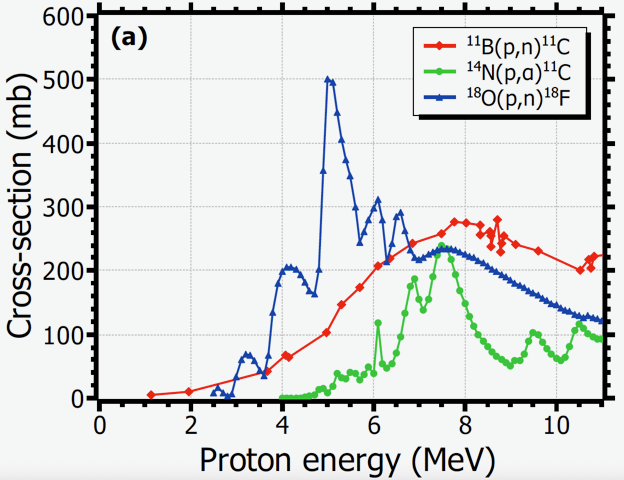 600
500
400
300
200
100
0
Cross-section (mb)
(a)
¹¹B(p,n)¹¹C
¹⁴N(p,α)¹¹C
¹⁸O(p,n)¹⁸F
0 2 4 6 8 10
Proton energy (MeV)